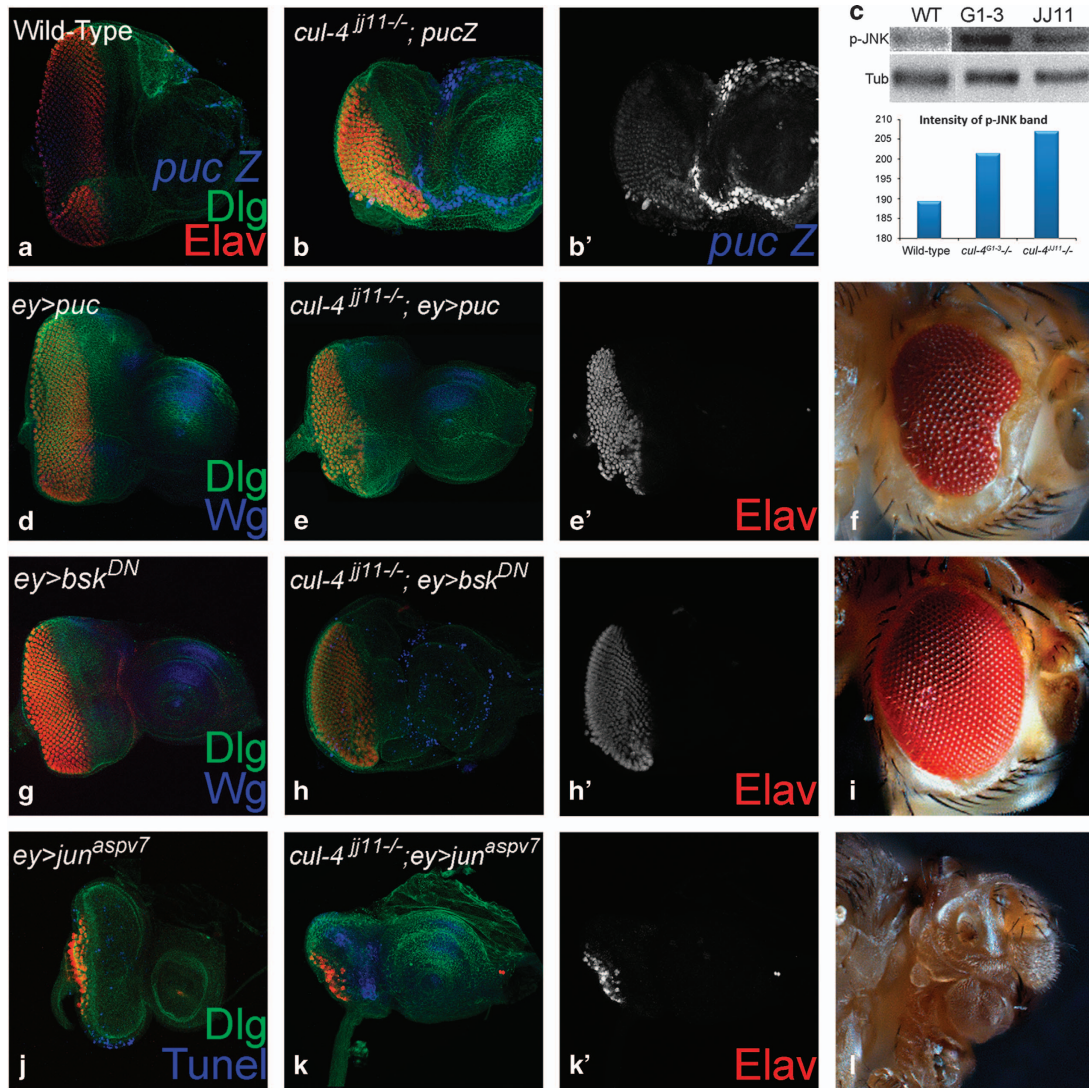 Wild-Type
puc Z
Dlg
Elav
a
cul-4 jj11-/-; pucZ
b
puc Z
b'
c
WT G1-3 JJ11
p-JNK
Tub
Intensity of p-JNK band
210
205
200
195
190
185
180
Wild-type cul-4G1-3-/- cul-4JJ11-/-
ey>puc
Dlg
Wg
d
cul-4 jj11-/-; ey>puc
e
Elav
e'
f
ey>bskDN
Dlg
Wg
g
cul-4 jj11-/-; ey>bskDN
h
Elav
h'
i
ey>junaspv7
Dlg
Tunel
j
cul-4 jj11-/-;ey>junaspv7
k
Elav
k'
l